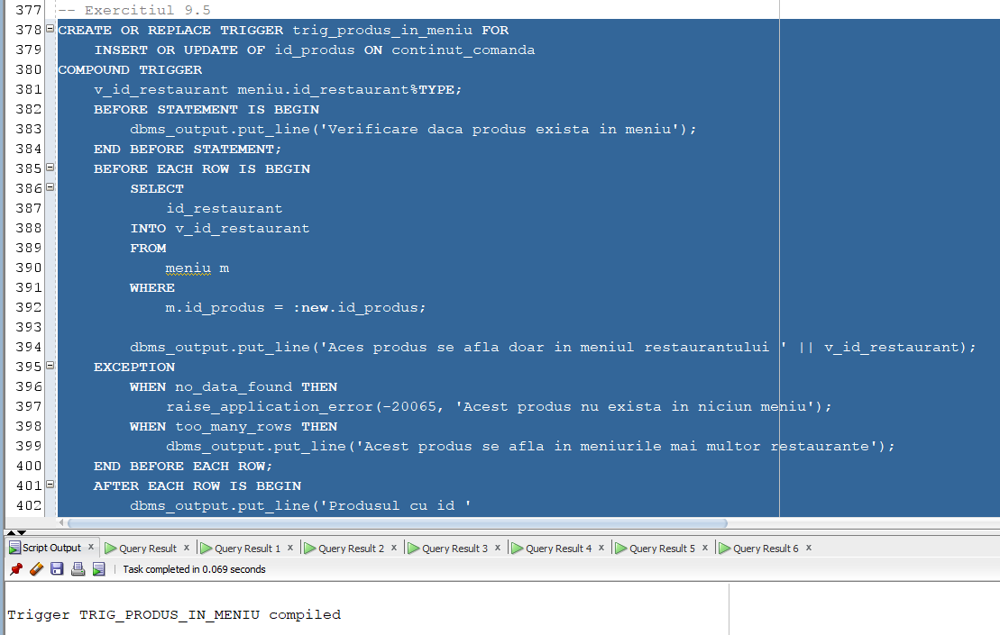 377 -- Exercitiul 9.5
378 CREATE OR REPLACE TRIGGER trig_produs_in_meniu FOR
379     INSERT OR UPDATE OF id_produs ON continut_comanda
380 COMPOUND TRIGGER
381     v_id_restaurant meniu.id_restaurant%TYPE;
382     BEFORE STATEMENT IS BEGIN
383         dbms_output.put_line('Verificare daca produs exista in meniu');
384     END BEFORE STATEMENT;
385     BEFORE EACH ROW IS BEGIN
386         SELECT
387             id_restaurant
388         INTO v_id_restaurant
389         FROM
390             meniu m
391         WHERE
392             m.id_produs = :new.id_produs;
393
394         dbms_output.put_line('Aces produs se afla doar in meniul restaurantului ' || v_id_restaurant);
395     EXCEPTION
396         WHEN no_data_found THEN
397             raise_application_error(-20065, 'Acest produs nu exista in niciun meniu');
398         WHEN too_many_rows THEN
399             dbms_output.put_line('Acest produs se afla in meniurile mai multor restaurante');
400     END BEFORE EACH ROW;
401     AFTER EACH ROW IS BEGIN
402         dbms_output.put_line('Produsul cu id '
Script Output x Query Result x Query Result 1 x Query Result 2 x Query Result 3 x Query Result 4 x Query Result 5 x Query Result 6 x
Task completed in 0.069 seconds
Trigger TRIG_PRODUS_IN_MENIU compiled